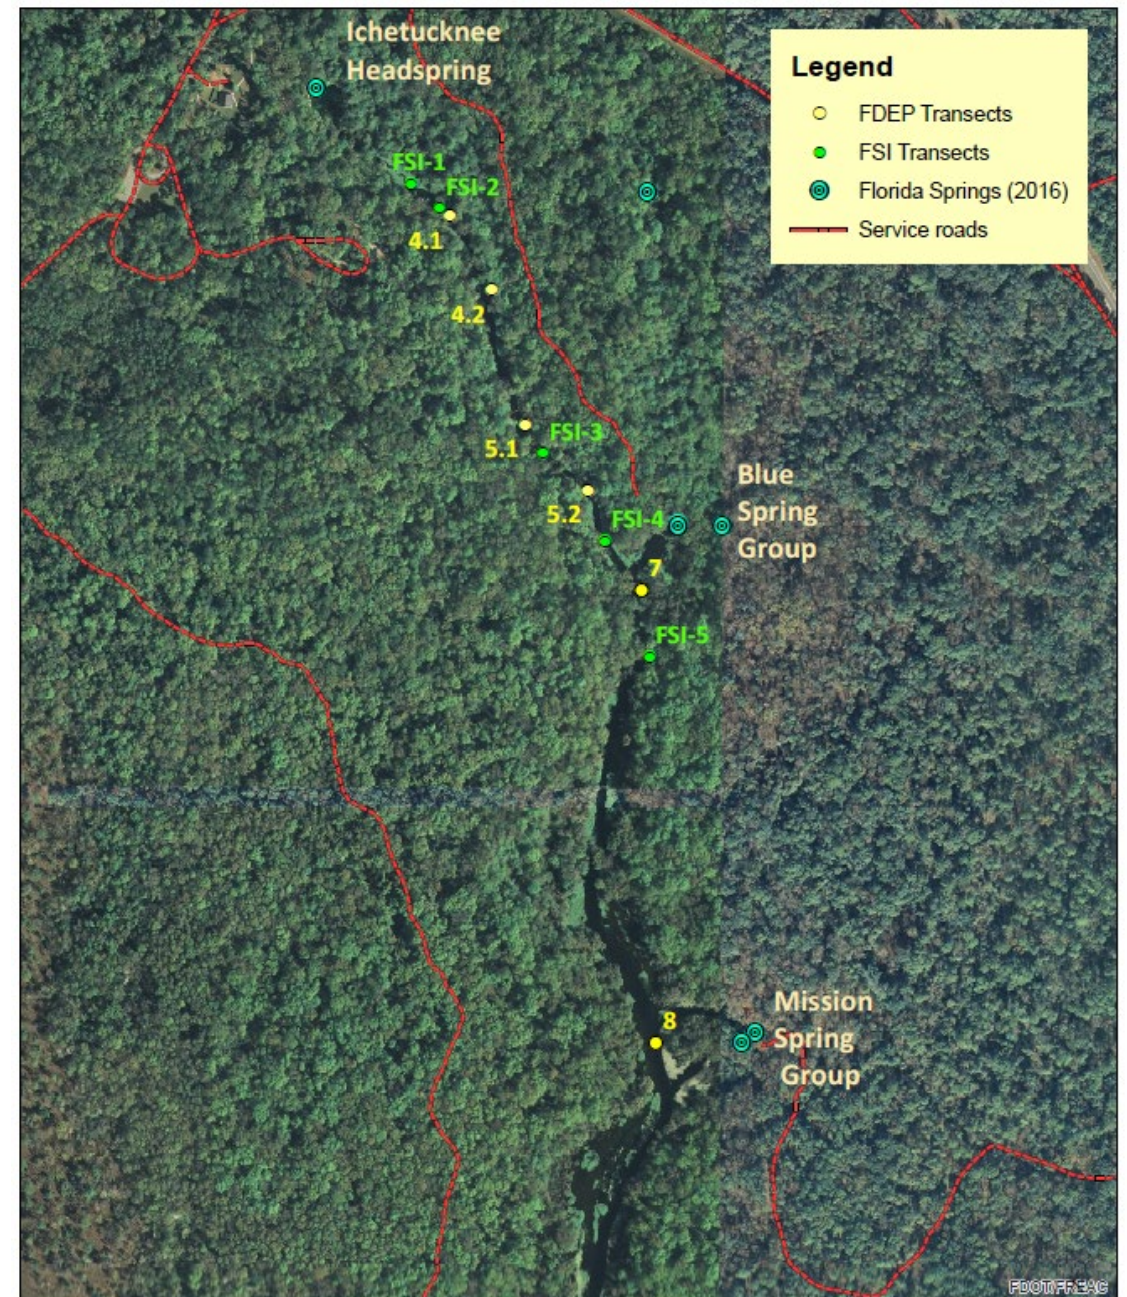 Ichetucknee
Headspring
Legend
FDEP Transects
FSI Transects
Florida Springs (2016)
Service roads
FSI-1
FSI-2
4.1
4.2
5.1
FSI-3
5.2
FSI-4
Blue
Spring
Group
7
FSI-5
8
Mission
Spring
Group
FDOT/FREAC